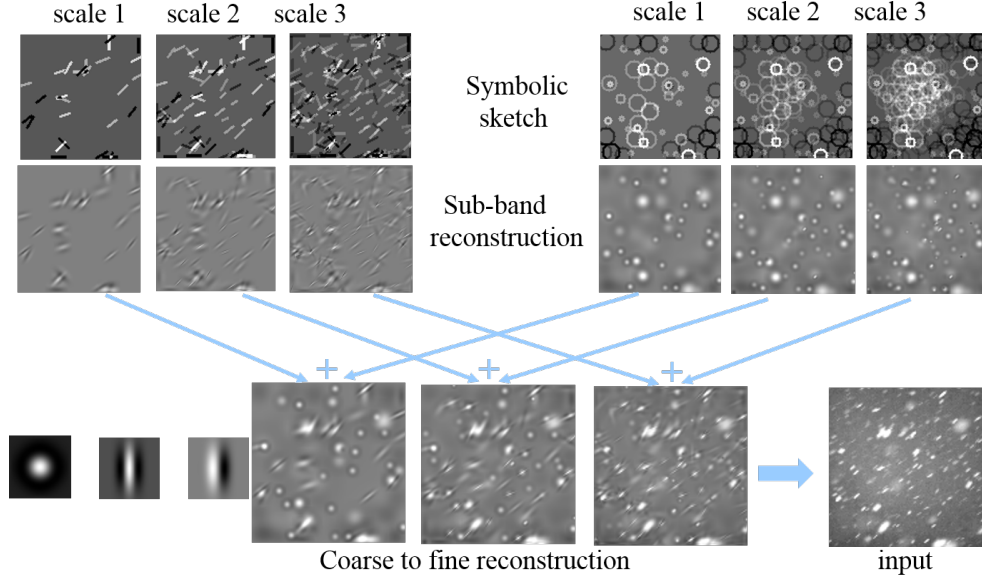 scale 1 scale 2 scale 3 scale 1 scale 2 scale 3
Symbolic
sketch
Sub-band
reconstruction
+ + +
Coarse to fine reconstruction input